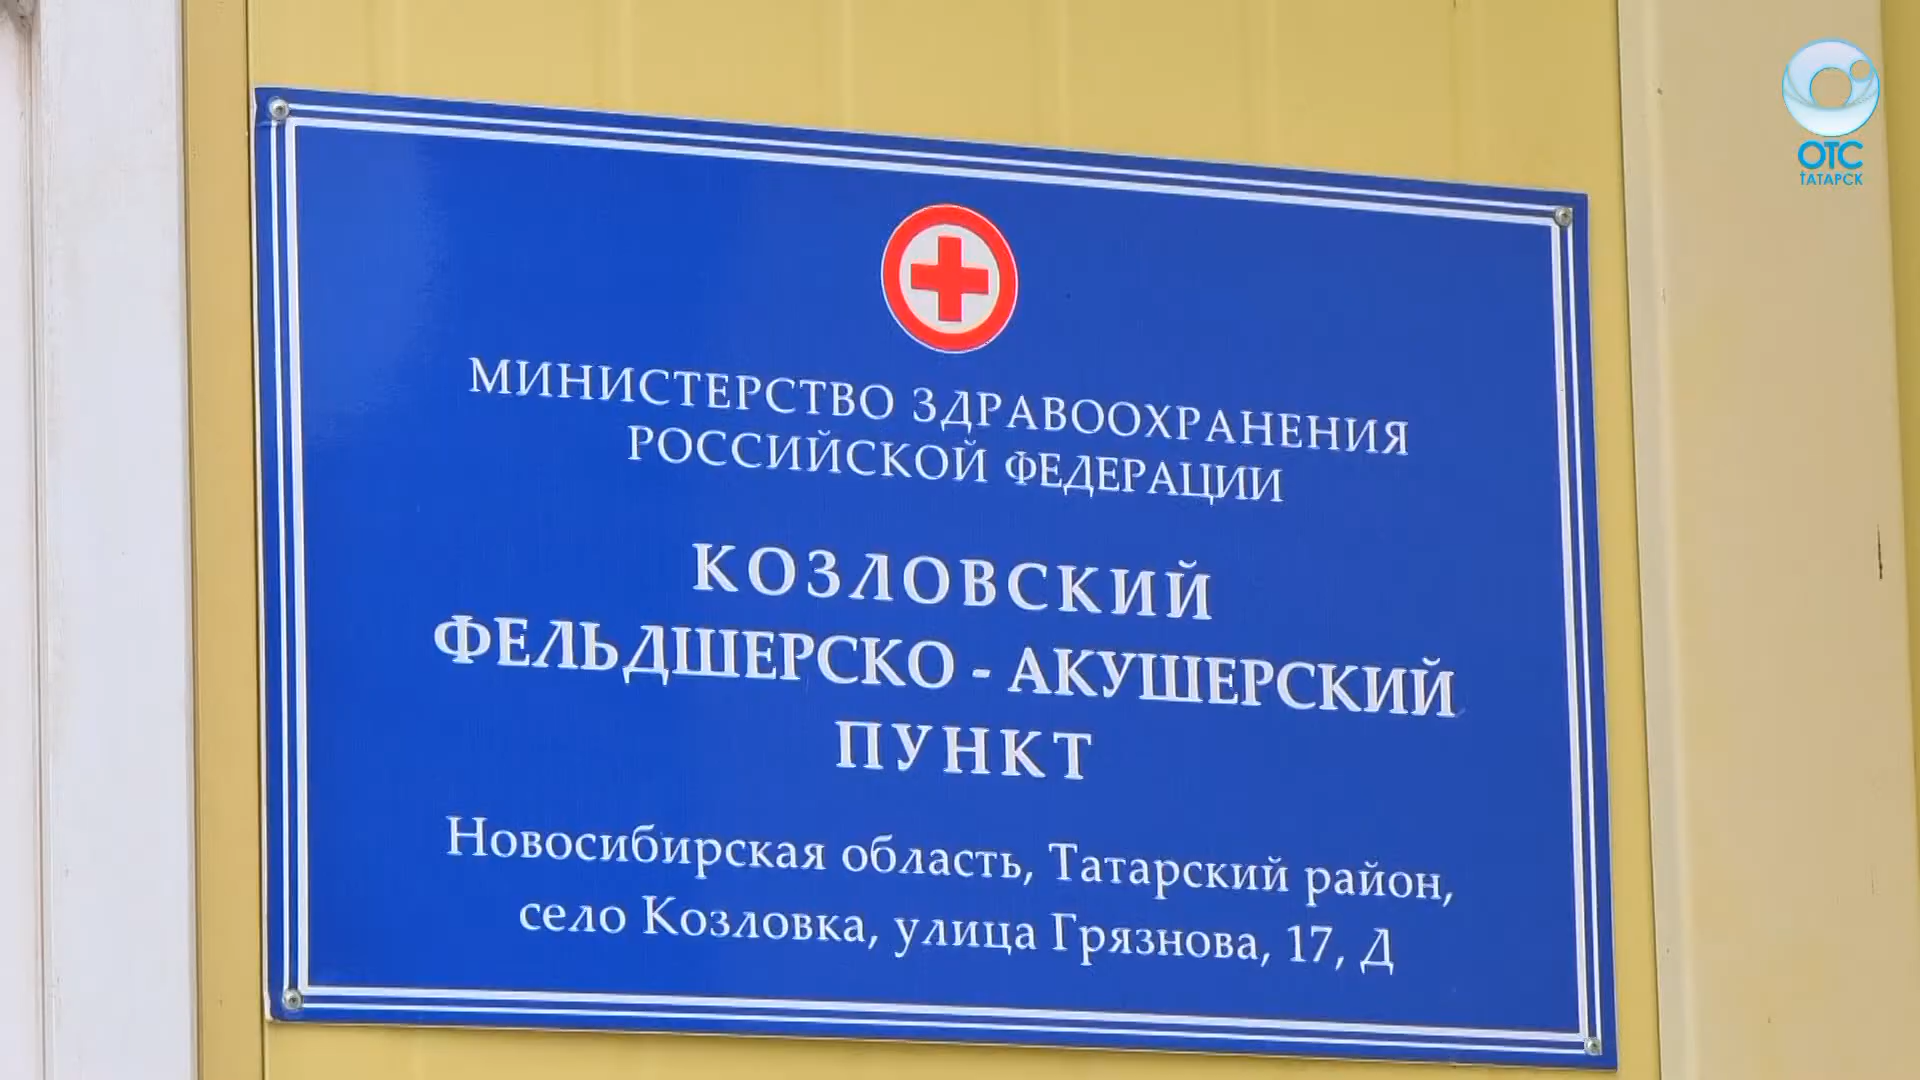 ОТС
ТАТАРСК
МИНИСТЕРСТВО ЗДРАВООХРАНЕНИЯ
РОССИЙСКОЙ ФЕДЕРАЦИИ
КОЗЛОВСКИЙ
ФЕЛЬДШЕРСКО - АКУШЕРСКИЙ
ПУНКТ
Новосибирская область, Татарский район,
село Козловка, улица Грязнова, 17, Д